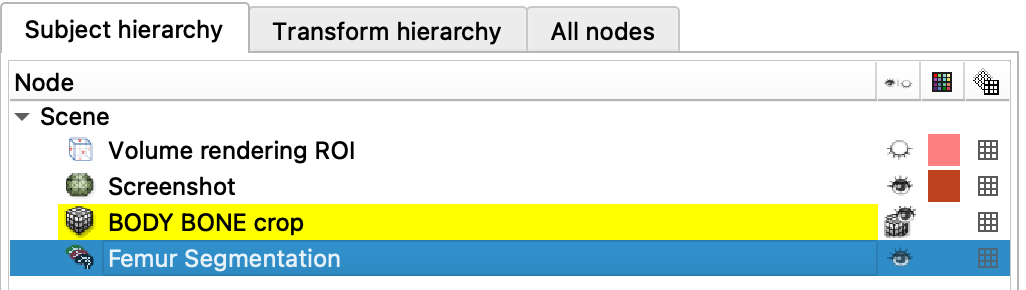 Subject hierarchy
Transform hierarchy
All nodes
Node
Scene
Volume rendering ROI
Screenshot
BODY BONE crop
Femur Segmentation